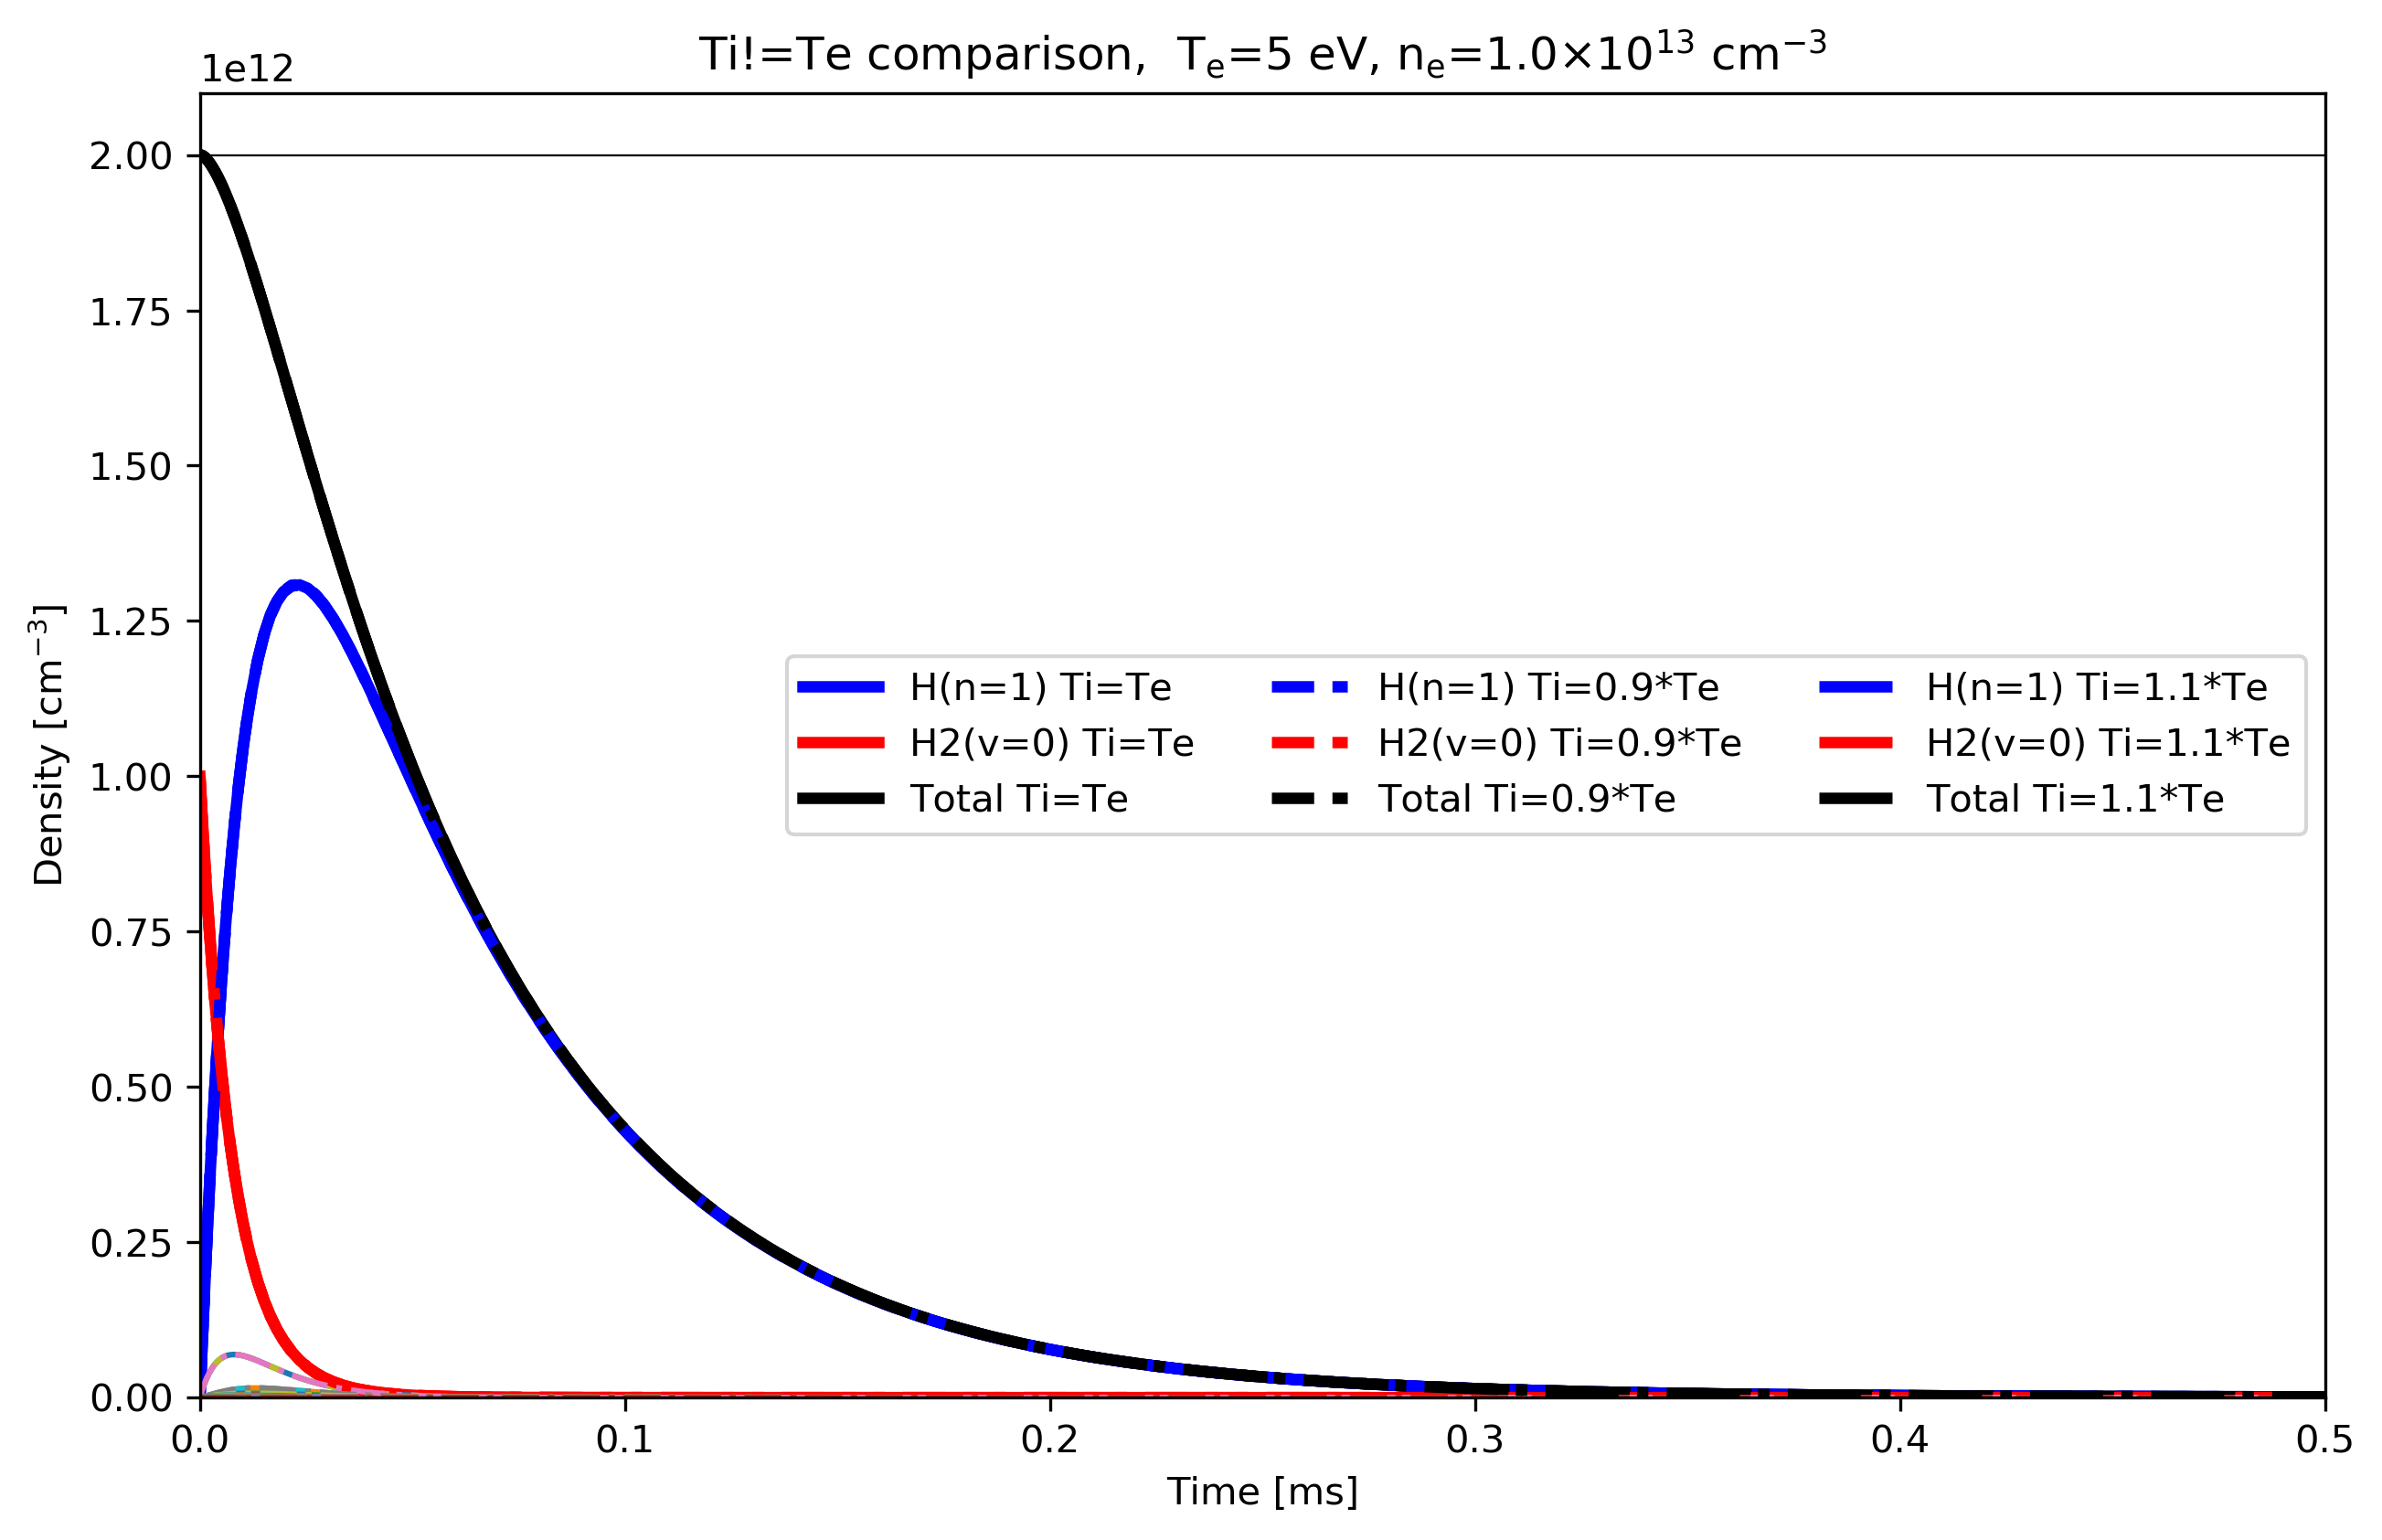 Ti!=Te comparison,  Tₑ=5 eV, nₑ=1.0×10¹³ cm⁻³
1e12
2.00
1.75
1.50
1.25
1.00
0.75
0.50
0.25
0.00
Density [cm⁻³]
H(n=1) Ti=Te
H2(v=0) Ti=Te
Total Ti=Te
H(n=1) Ti=0.9*Te
H2(v=0) Ti=0.9*Te
Total Ti=0.9*Te
H(n=1) Ti=1.1*Te
H2(v=0) Ti=1.1*Te
Total Ti=1.1*Te
0.0 0.1 0.2 0.3 0.4 0.5
Time [ms]